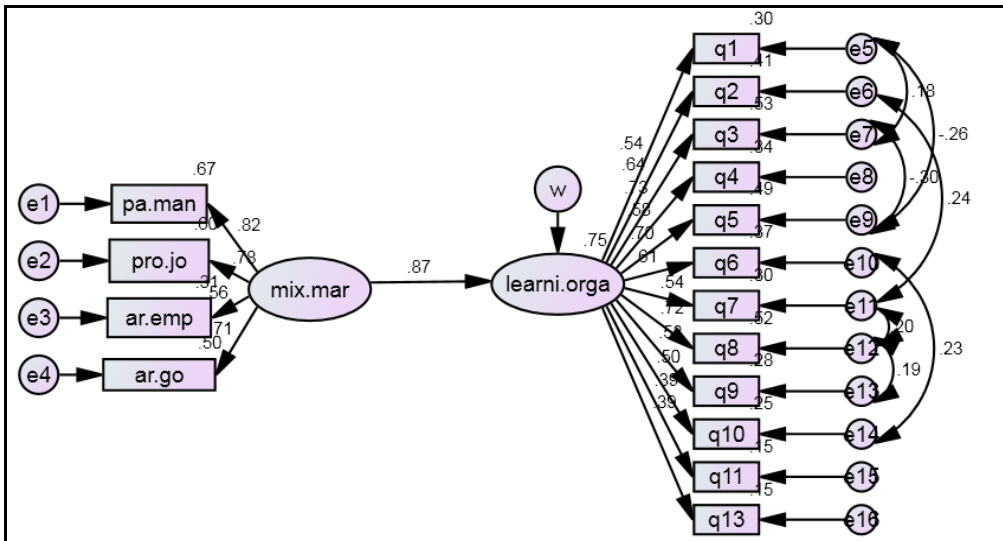 .30
q1
e5
.41
q2
e6
.18
.53
q3
e7
-.26
.54
.34
.64
q4
e8
-.30
.73
.49
.24
.58
q5
e9
.70
.37
.75
.61
q6
e10
.54
.30
q7
e11
.72
.52
.20
q8
e12
.53
.28
.23
.50
q9
e13
.19
.39
.25
.39
q10
e14
.15
q11
e15
.15
q13
e16
w
learni.orga
.87
mix.mar
.67
e1
pa.man
.82
.60
e2
pro.jo
.78
.31
.56
e3
ar.emp
.71
.50
e4
ar.go